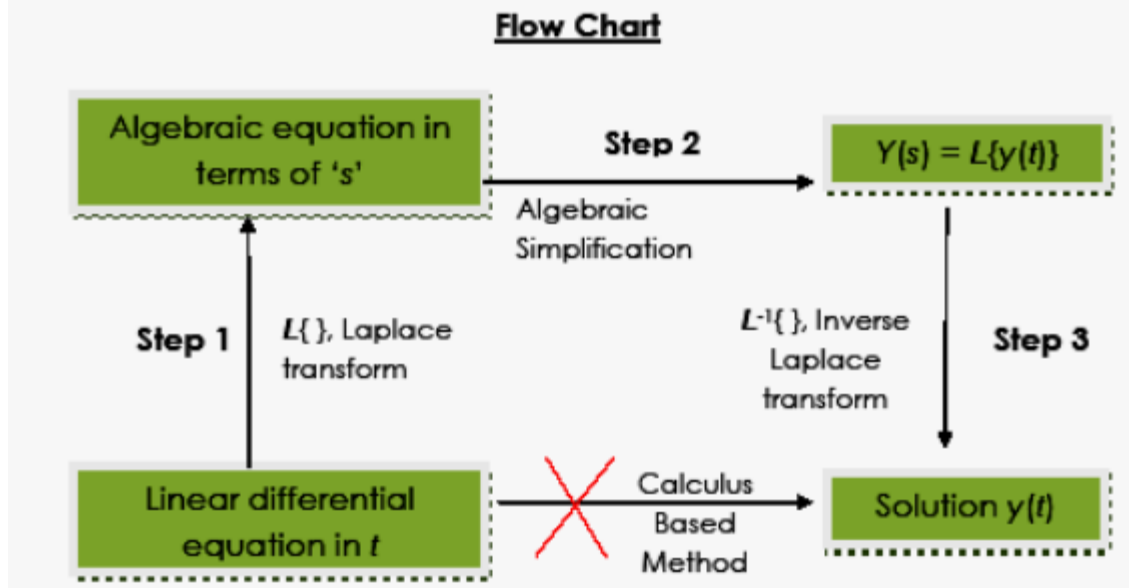 Flow Chart
Algebraic equation in
terms of ‘s’
Step 2
Algebraic
Simplification
Y(s) = L{y(t)}
Step 1
L{ }, Laplace
transform
L⁻¹{ }, Inverse
Laplace
transform
Step 3
Linear differential
equation in t
Calculus
Based
Method
Solution y(t)